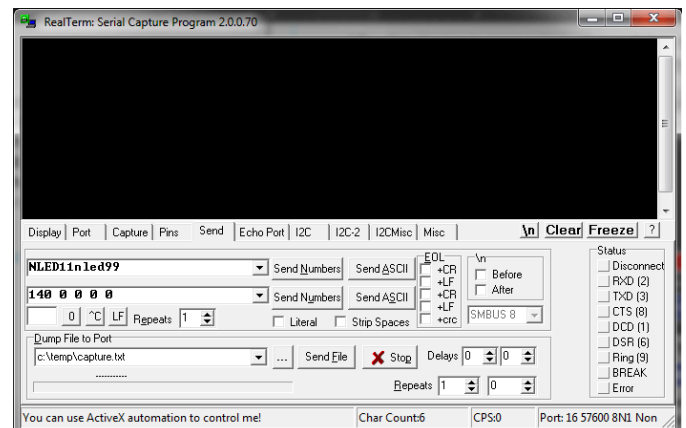 RealTerm: Serial Capture Program 2.0.0.70
Display Port Capture Pins Send Echo Port I2C I2C-2 I2CMisc Misc \n Clear Freeze ?
NLED11nled99 Send Numbers Send ASCII
140 0 0 0 0 Send Numbers Send ASCII
EOL
+CR
+LF
+CR
+LF
+crc
\n
Before
After
SMBUS 8
0 ^C LF Repeats 1 Literal Strip Spaces
Dump File to Port
c:\temp\capture.txt ... Send File Stop Delays 0 0
Repeats 1 0
Status
Disconnect
RXD (2)
TXD (3)
CTS (8)
DCD (1)
DSR (6)
Ring (9)
BREAK
Error
You can use ActiveX automation to control me! Char Count:6 CPS:0 Port: 16 57600 8N1 Non